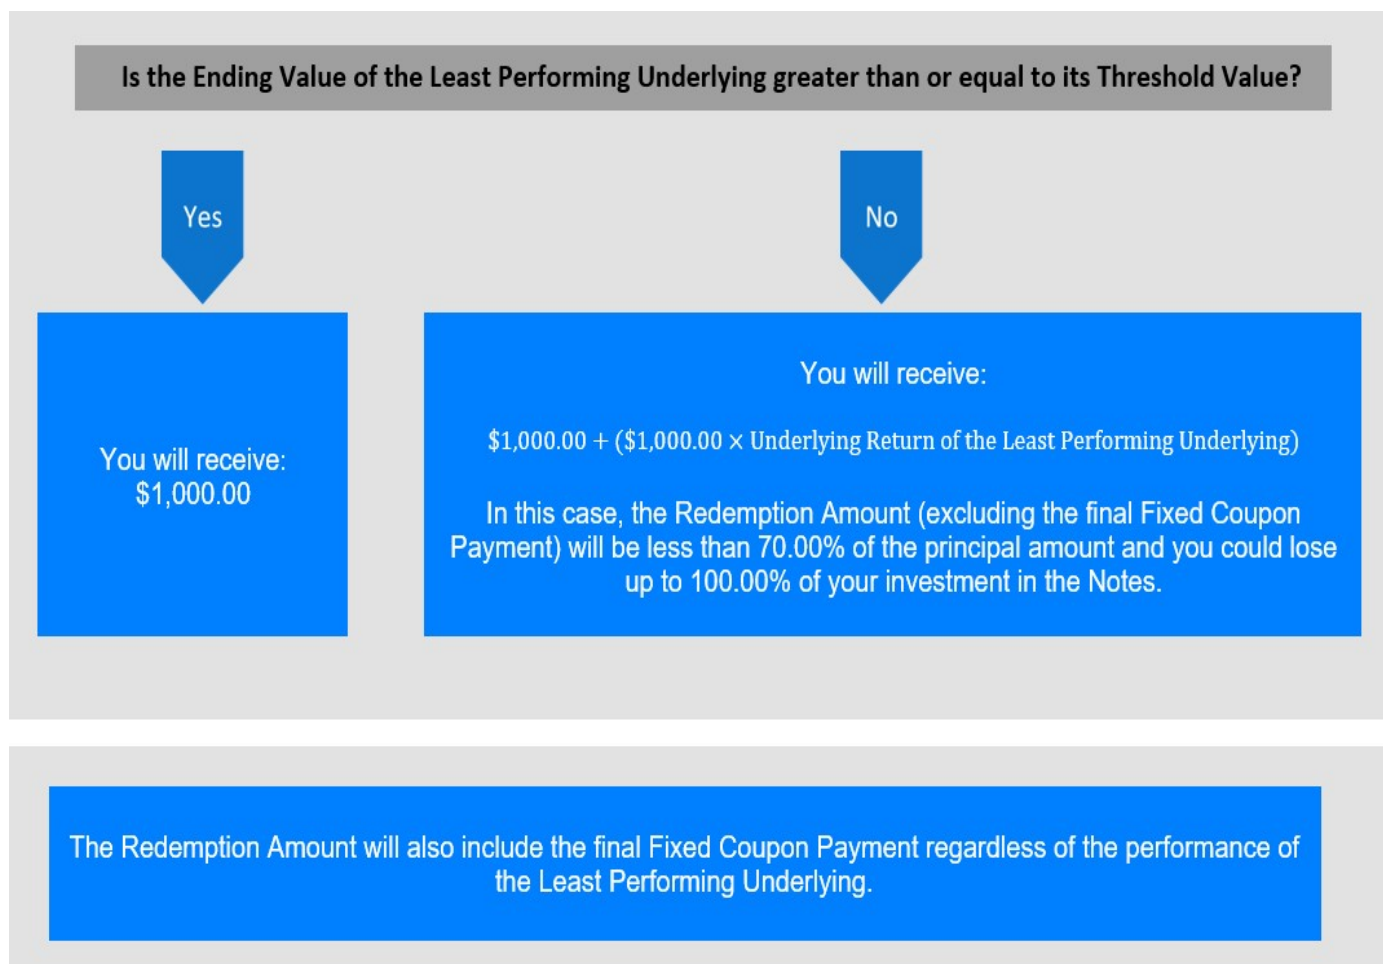 Is the Ending Value of the Least Performing Underlying greater than or equal to its Threshold Value?
Yes
No
You will receive:
$1,000.00
You will receive:
$1,000.00 + ($1,000.00 × Underlying Return of the Least Performing Underlying)
In this case, the Redemption Amount (excluding the final Fixed Coupon
Payment) will be less than 70.00% of the principal amount and you could lose
up to 100.00% of your investment in the Notes.
The Redemption Amount will also include the final Fixed Coupon Payment regardless of the performance of
the Least Performing Underlying.